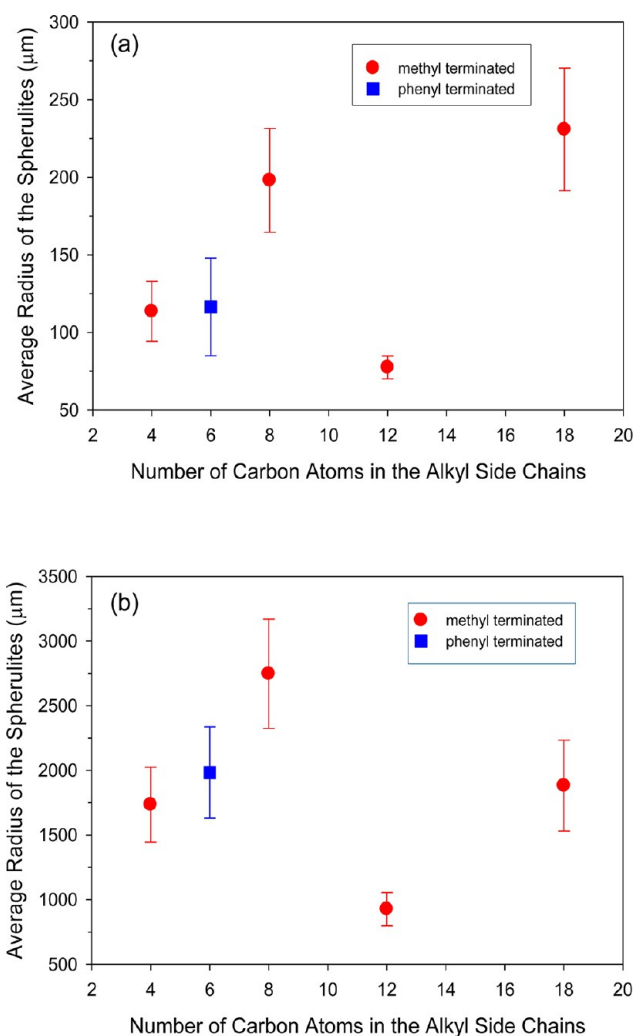 (a)
methyl terminated
phenyl terminated
Average Radius of the Spherulites (μm)
300
250
200
150
100
50
2 4 6 8 10 12 14 16 18 20
Number of Carbon Atoms in the Alkyl Side Chains
(b)
methyl terminated
phenyl terminated
Average Radius of the Spherulites (μm)
3500
3000
2500
2000
1500
1000
500
2 4 6 8 10 12 14 16 18 20
Number of Carbon Atoms in the Alkyl Side Chains